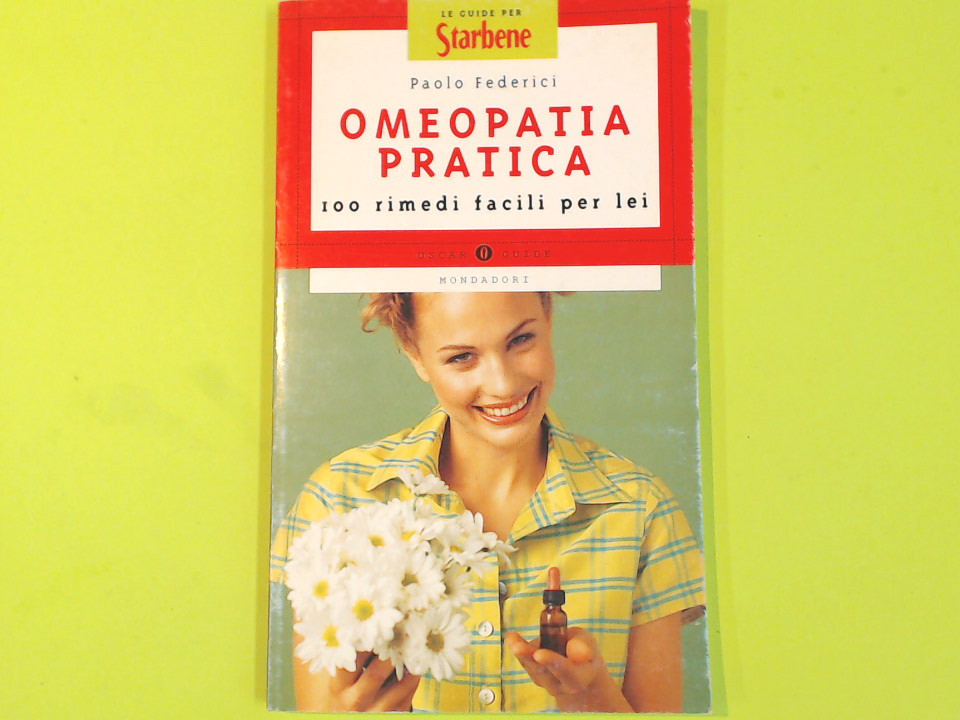 LE GUIDE PER
Starbene
Paolo Federici
OMEOPATIA
PRATICA
100 rimedi facili per lei
OSCAR O GUIDE
MONDADORI